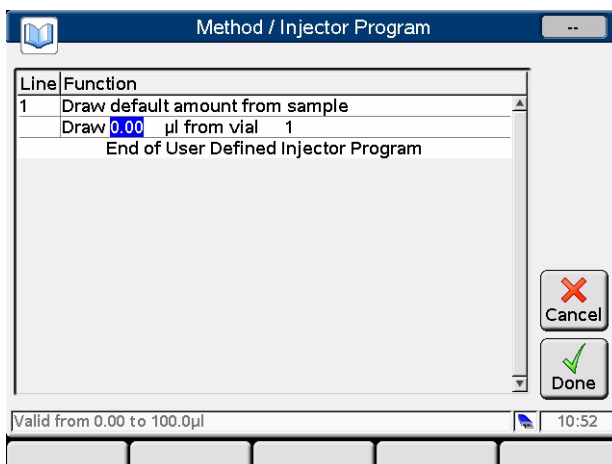 Method / Injector Program
--
Line Function
1 Draw default amount from sample
Draw 0.00 µl from vial 1
End of User Defined Injector Program
Cancel
Done
Valid from 0.00 to 100.0µl
10:52